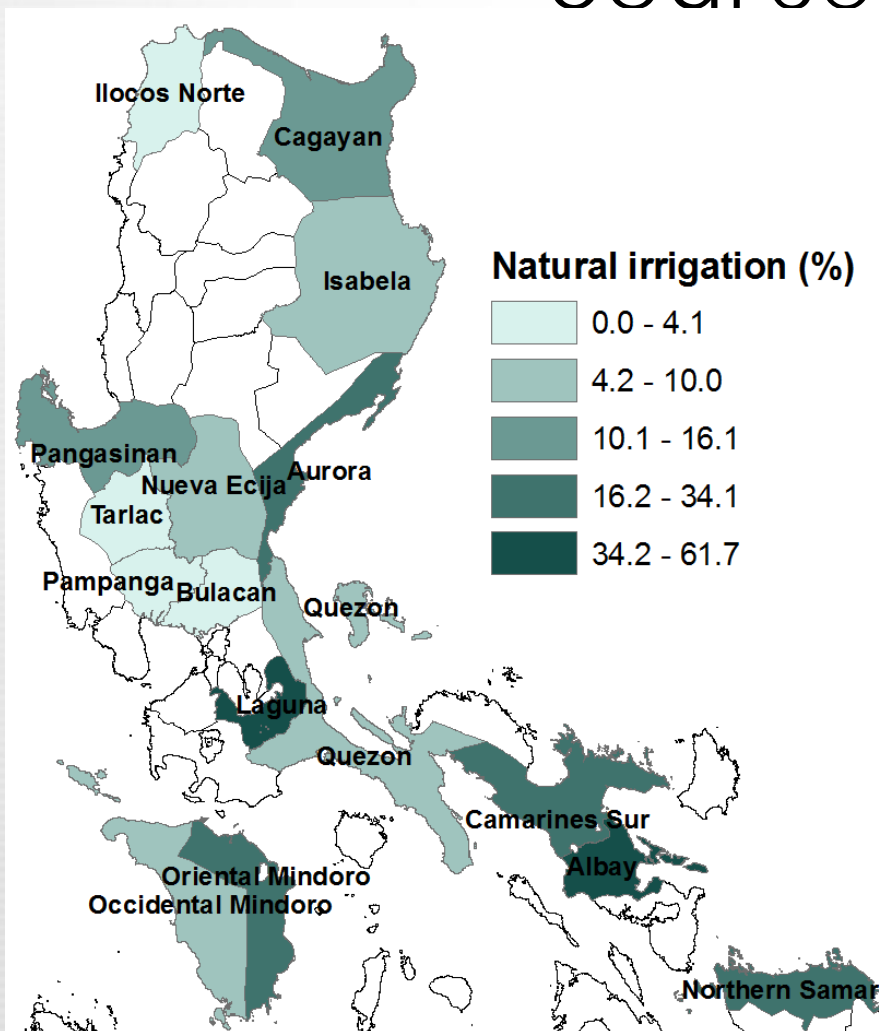 Ilocos Norte
Cagayan
Isabela
Natural irrigation (%)
0.0 - 4.1
4.2 - 10.0
10.1 - 16.1
16.2 - 34.1
34.2 - 61.7
Pangasinan
Aurora
Nueva Ecija
Tarlac
Pampanga
Bulacan
Quezon
Laguna
Quezon
Camarines Sur
Albay
Oriental Mindoro
Occidental Mindoro
Northern Samar